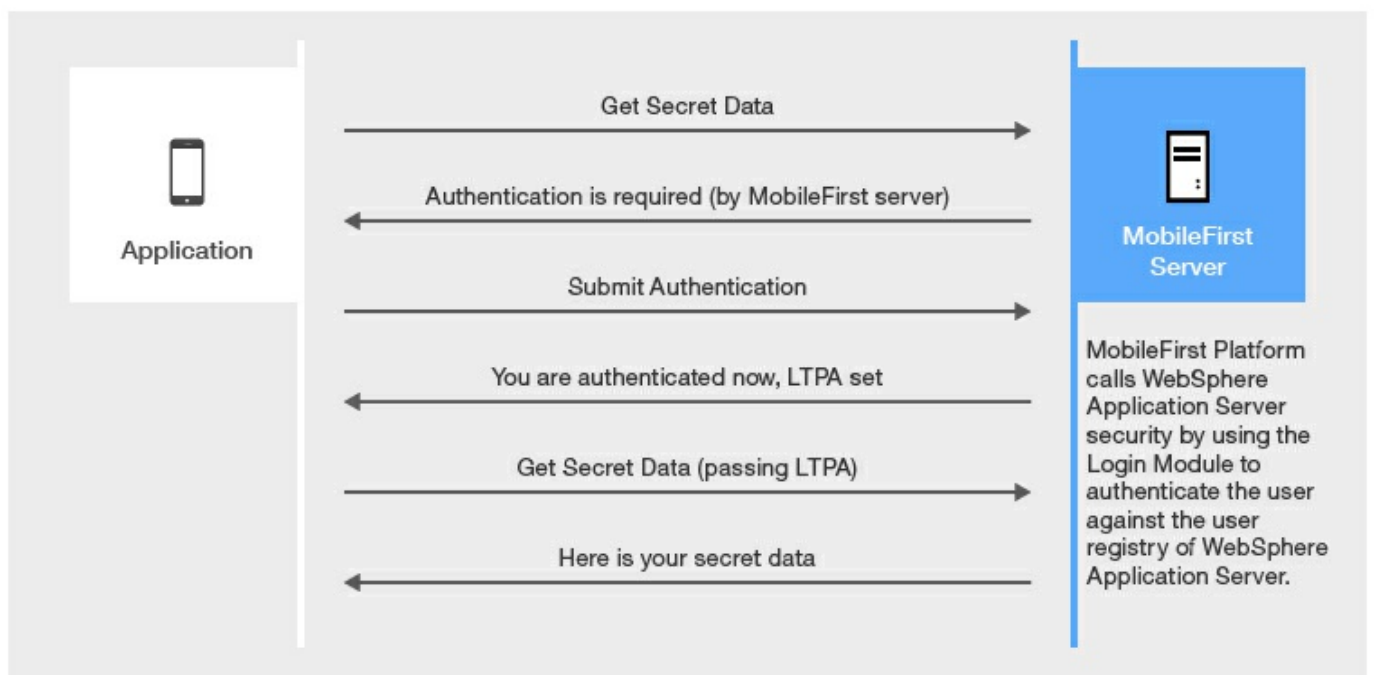 Get Secret Data
Authentication is required (by MobileFirst server)
Application
MobileFirst
Server
Submit Authentication
You are authenticated now, LTPA set
Get Secret Data (passing LTPA)
Here is your secret data
MobileFirst Platform
calls WebSphere
Application Server
security by using the
Login Module to
authenticate the user
against the user
registry of WebSphere
Application Server.